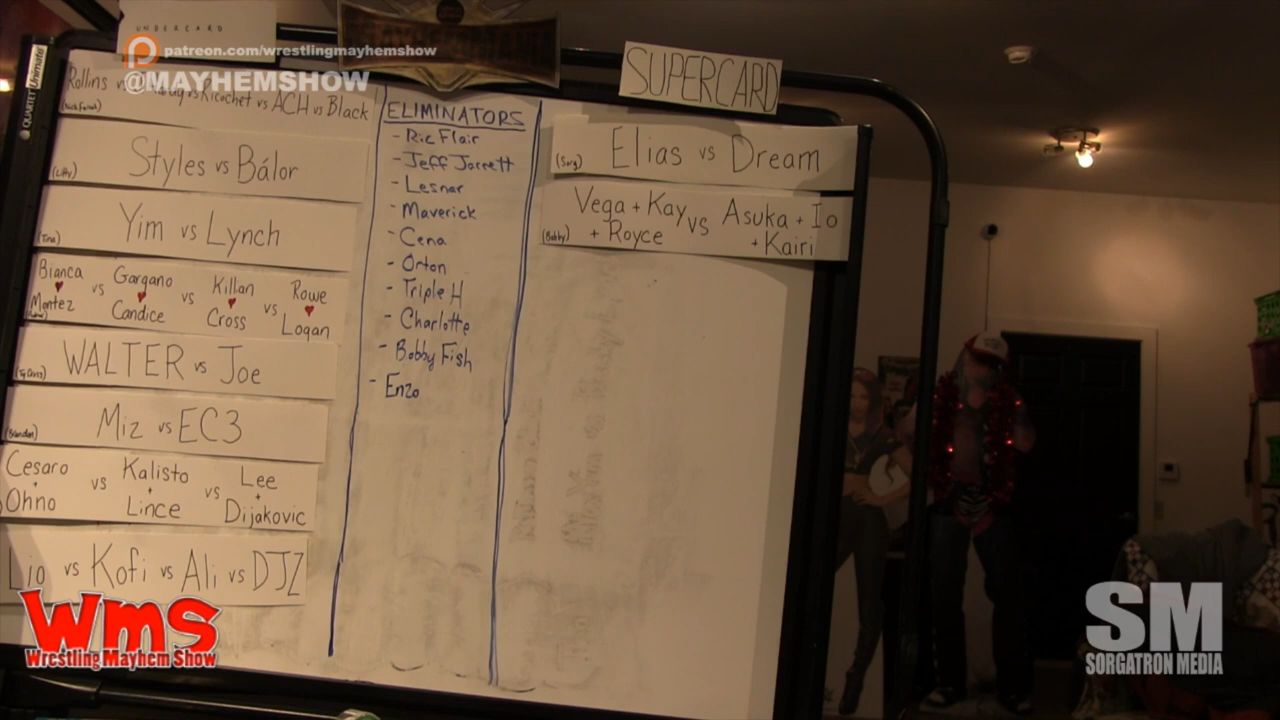 UNDERCARD
patreon.com/wrestlingmayhemshow
@MAYHEMSHOW
QUARTET Unimate
Rollins vs Ricochet vs ACH vs Black
Styles vs Bálor
Yim vs Lynch
(Tina)
Bianca ♥ Montez vs Gargano ♥ Candice vs Killan ♥ Cross vs Rowe ♥ Logan
WALTER vs Joe
Miz vs EC3
(Brandon)
Cesaro + Ohno vs Kalisto + Lince vs Lee + Dijakovic
Lio vs Kofi vs Ali vs DJZ
ELIMINATORS
- Ric Flair
- Jeff Jarrett
- Lesnar
- Maverick
- Cena
- Orton
- Triple H
- Charlotte
- Bobby Fish
- Enzo
SUPERCARD
(Sorg) Elias vs Dream
(Bobby) Vega + Kay + Royce vs Asuka + Io + Kairi
WMS
Wrestling Mayhem Show
SM
SORGATRON MEDIA